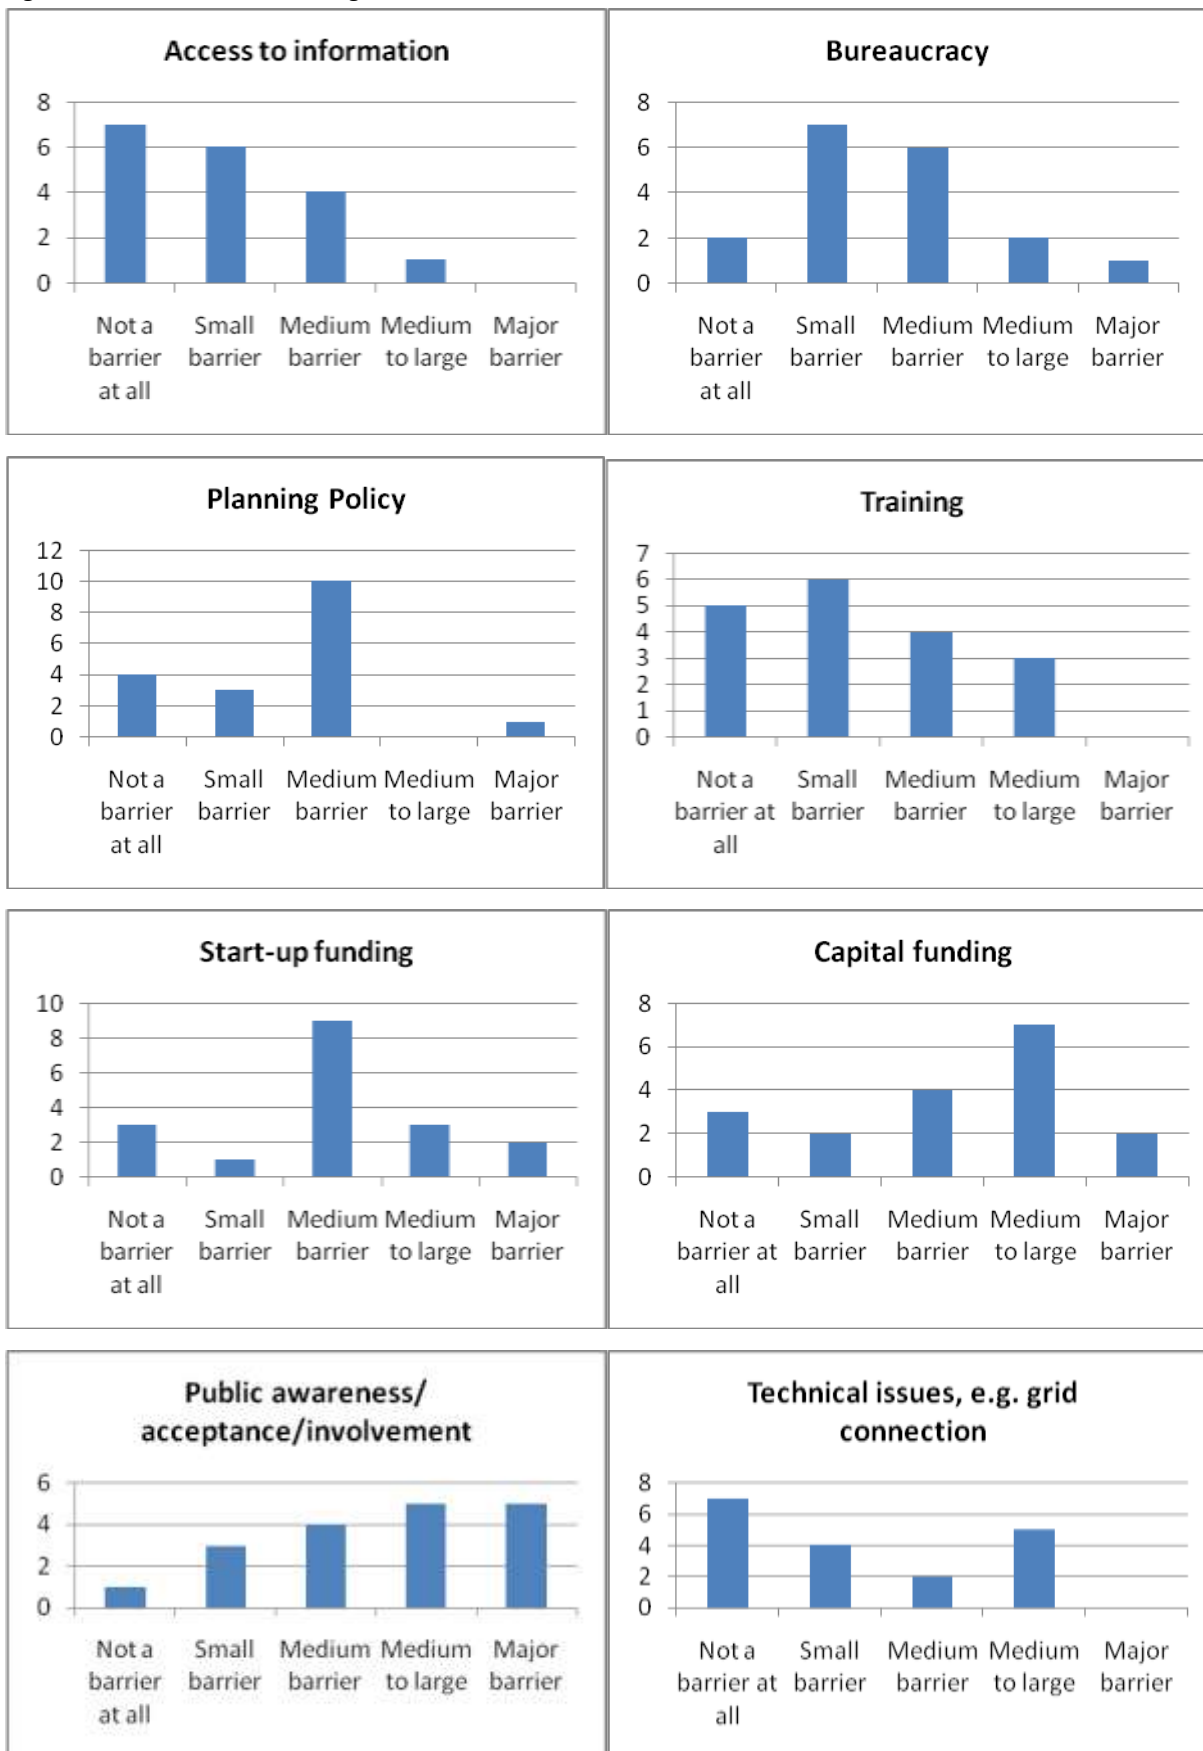 Access to information
8
6
4
2
0
Not a barrier at all
Small barrier
Medium barrier
Medium to large
Major barrier
Bureaucracy
8
6
4
2
0
Not a barrier at all
Small barrier
Medium barrier
Medium to large
Major barrier
Planning Policy
12
10
8
6
4
2
0
Not a barrier at all
Small barrier
Medium barrier
Medium to large
Major barrier
Training
7
6
5
4
3
2
1
0
Not a barrier at all
Small barrier
Medium barrier
Medium to large
Major barrier
Start-up funding
10
8
6
4
2
0
Not a barrier at all
Small barrier
Medium barrier
Medium to large
Major barrier
Capital funding
8
6
4
2
0
Not a barrier at all
Small barrier
Medium barrier
Medium to large
Major barrier
Public awareness/
acceptance/involvement
6
4
2
0
Not a barrier at all
Small barrier
Medium barrier
Medium to large
Major barrier
Technical issues, e.g. grid
connection
8
6
4
2
0
Not a barrier at all
Small barrier
Medium barrier
Medium to large
Major barrier